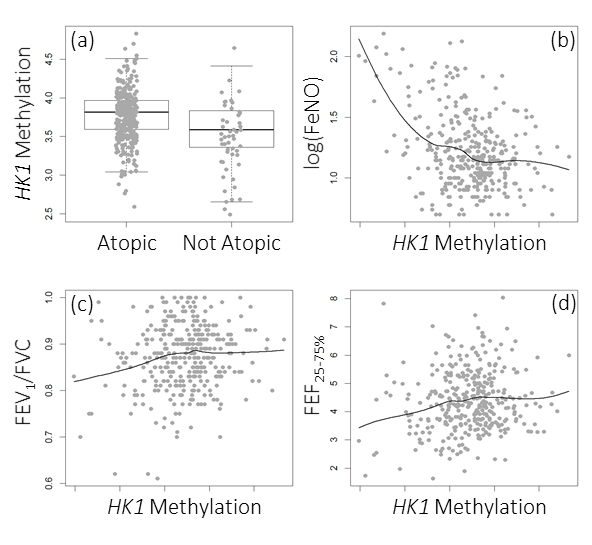 (a)
HK1 Methylation
4.5
4.0
3.5
3.0
2.5
Atopic Not Atopic
(b)
log(FeNO)
2.0
1.5
1.0
HK1 Methylation
(c)
FEV1/FVC
1.0
0.9
0.8
0.7
0.6
HK1 Methylation
(d)
FEF25-75%
8
7
6
5
4
3
2
HK1 Methylation